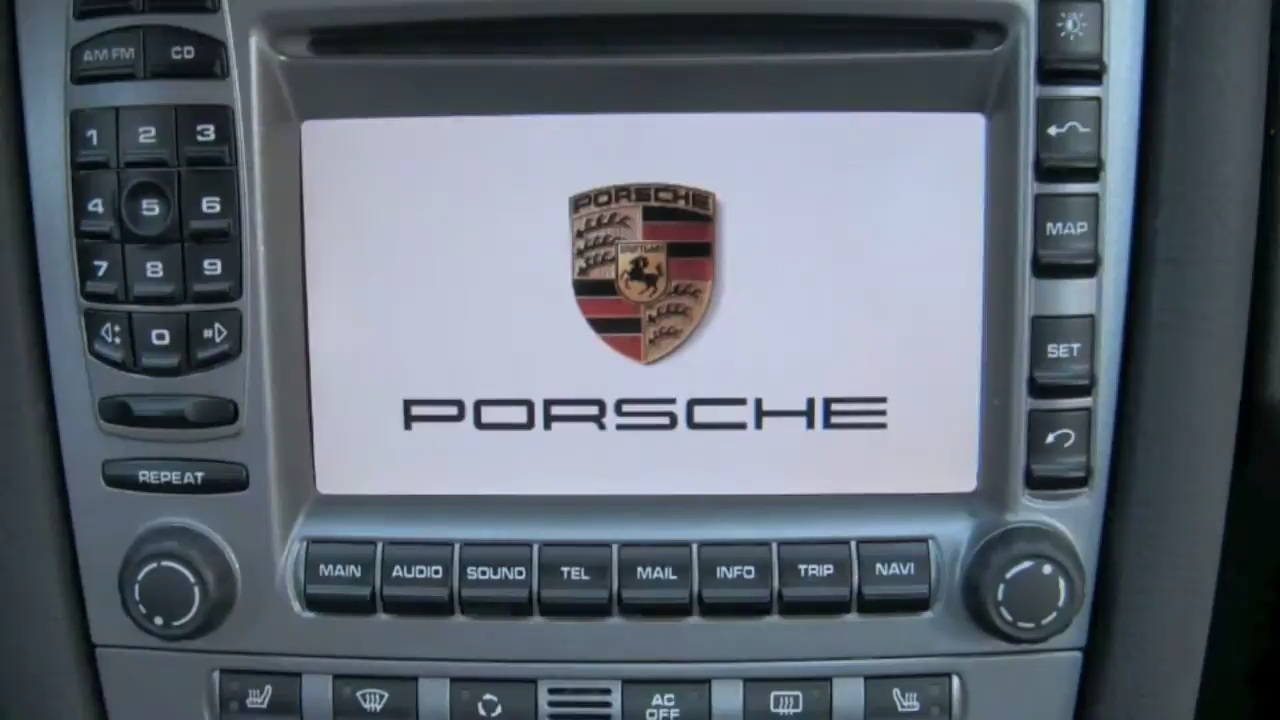 AM FM
CD
1
2
3
4
5
6
7
8
9
0
REPEAT
PORSCHE
PORSCHE
MAP
SET
MAIN
AUDIO
SOUND
TEL
MAIL
INFO
TRIP
NAVI
AC
OFF